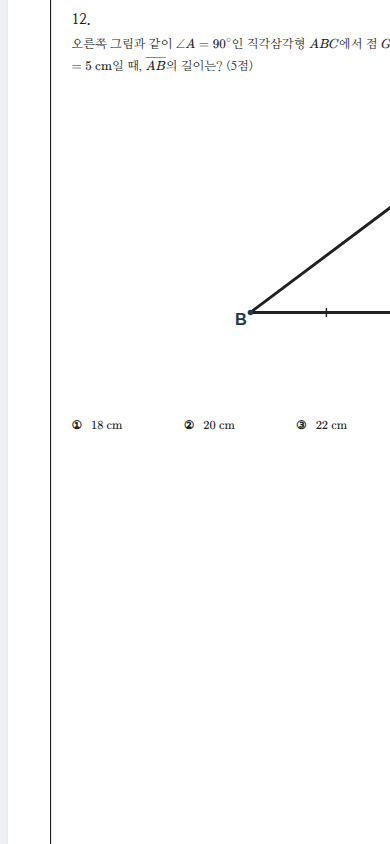 12.
오른쪽 그림과 같이 ∠A = 90°인 직각삼각형 ABC에서 점 G
= 5 cm일 때, \overline{AB}의 길이는? (5점)
B
① 18 cm ② 20 cm ③ 22 cm